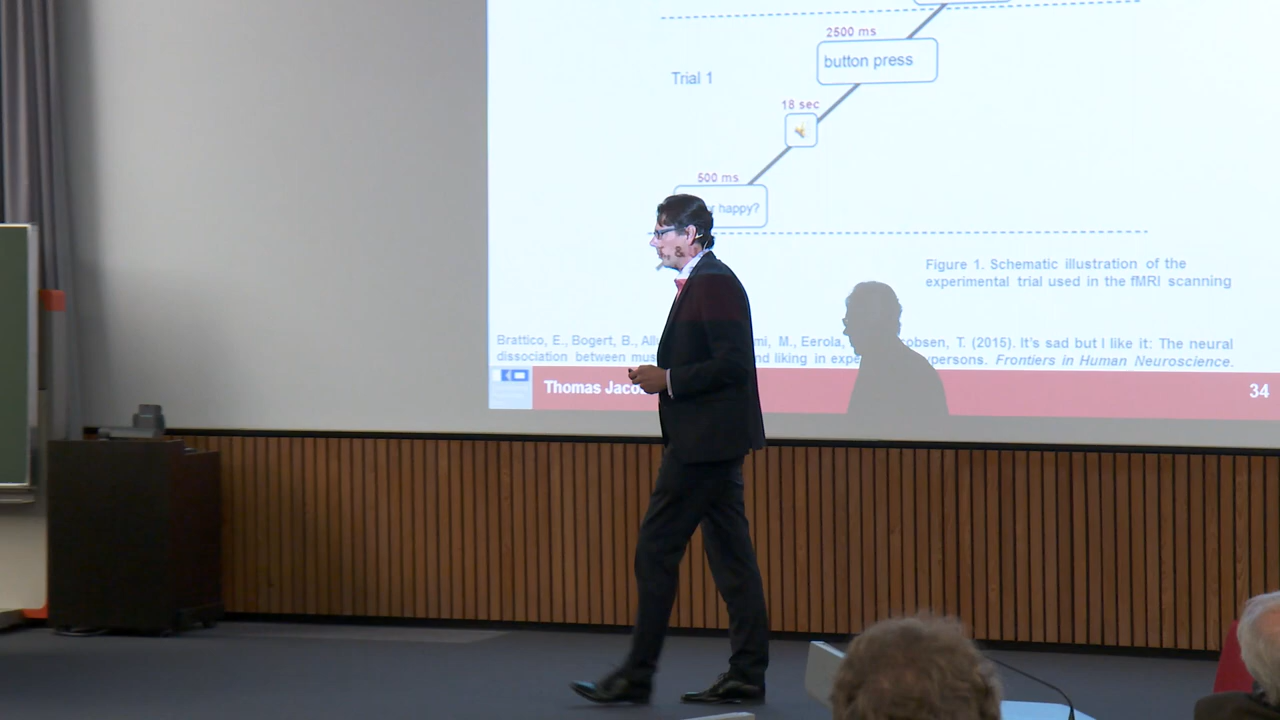 2500 ms
button press
Trial 1
18 sec
500 ms
happy?
Figure 1. Schematic illustration of the
experimental trial used in the fMRI scanning
Brattico, E., Bogert, B., M., Eerola, T. (2015). It's sad but I like it: The neural
dissociation between liking in Frontiers in Human Neuroscience.
Thomas
34